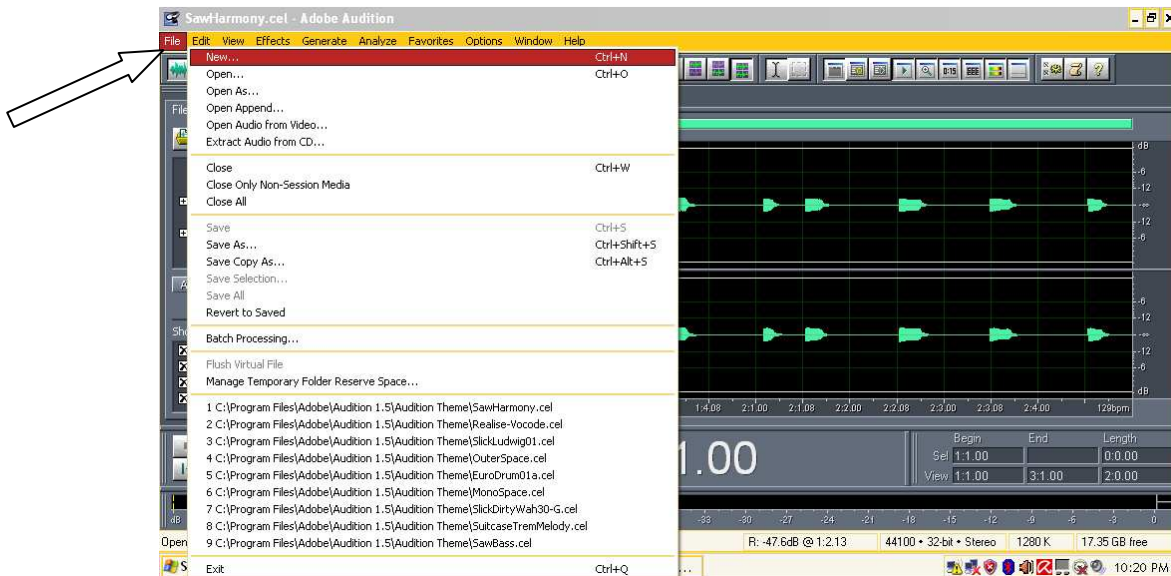 SawHarmony.cel - Adobe Audition
File Edit View Effects Generate Analyze Favorites Options Window Help
New... Ctrl+N
Open... Ctrl+O
Open As...
Open Append...
Open Audio from Video...
Extract Audio from CD...
Close Ctrl+W
Close Only Non-Session Media
Close All
Save Ctrl+S
Save As... Ctrl+Shift+S
Save Copy As... Ctrl+Alt+S
Save Selection...
Save All
Revert to Saved
Batch Processing...
Flush Virtual File
Manage Temporary Folder Reserve Space...
1 C:\Program Files\Adobe\Audition 1.5\Audition Theme\SawHarmony.cel
2 C:\Program Files\Adobe\Audition 1.5\Audition Theme\Realise-Vocode.cel
3 C:\Program Files\Adobe\Audition 1.5\Audition Theme\SlickLudwig01.cel
4 C:\Program Files\Adobe\Audition 1.5\Audition Theme\OuterSpace.cel
5 C:\Program Files\Adobe\Audition 1.5\Audition Theme\EuroDrum01a.cel
6 C:\Program Files\Adobe\Audition 1.5\Audition Theme\MonoSpace.cel
7 C:\Program Files\Adobe\Audition 1.5\Audition Theme\SlickDirtyWah30-G.cel
8 C:\Program Files\Adobe\Audition 1.5\Audition Theme\SuitcaseTremMelody.cel
9 C:\Program Files\Adobe\Audition 1.5\Audition Theme\SawBass.cel
Exit Ctrl+Q
File
Sho
dB
-6
-12
-∞
-12
-6
-6
-12
-∞
-12
-6
dB
1:4.08 2:1.00 2:1.08 2:2.00 2:2.08 2:3.00 2:3.08 2:4.00 129bpm
1.00
Begin End Length
Sel 1:1.00 0:0.00
View 1:1.00 3:1.00 2:0.00
dB -33 -30 -27 -24 -21 -18 -15 -12 -9 -6 -3 0
Open R: -47.6dB @ 1:2.13 44100 • 32-bit • Stereo 1280 K 17.35 GB free
... 10:20 PM